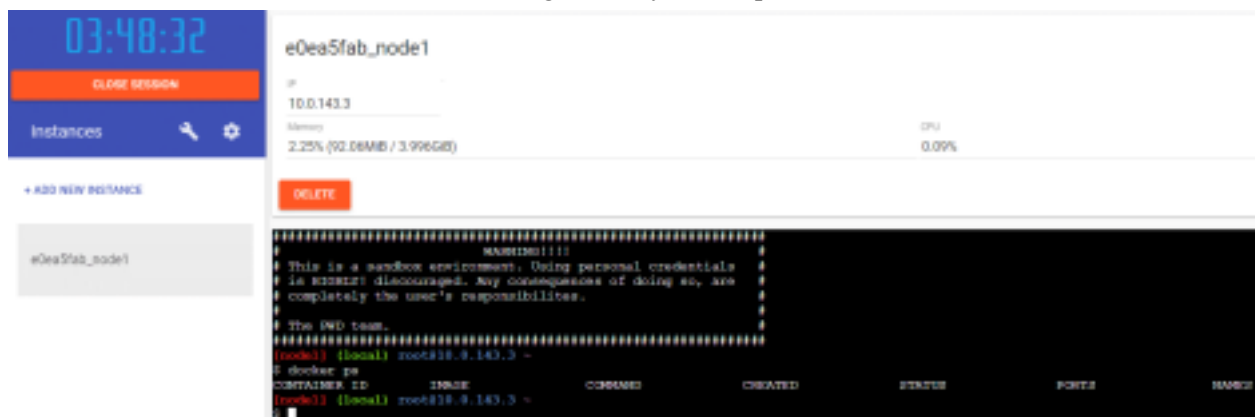 03:48:32
CLOSE SESSION
Instances
+ ADD NEW INSTANCE
e0ea5fab_node1
e0ea5fab_node1
IP
10.0.143.3
Memory
2.25% (92.06MiB / 3.996GiB)
CPU
0.09%
DELETE
################################################################
# WARNING!!!! #
# This is a sandbox environment. Using personal credentials #
# is HIGHLY! discouraged. Any consequences of doing so, are #
# completely the user's responsibilites. #
# #
# The PWD team. #
################################################################
[node1] (local) root@10.0.143.3 ~
$ docker ps
CONTAINER ID IMAGE COMMAND CREATED STATUS PORTS NAMES
[node1] (local) root@10.0.143.3 ~
$